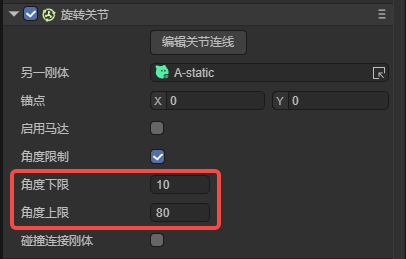 旋转关节
编辑关节连线
另一刚体 A-static
锚点 X 0 Y 0
启用马达
角度限制
角度下限 10
角度上限 80
碰撞连接刚体